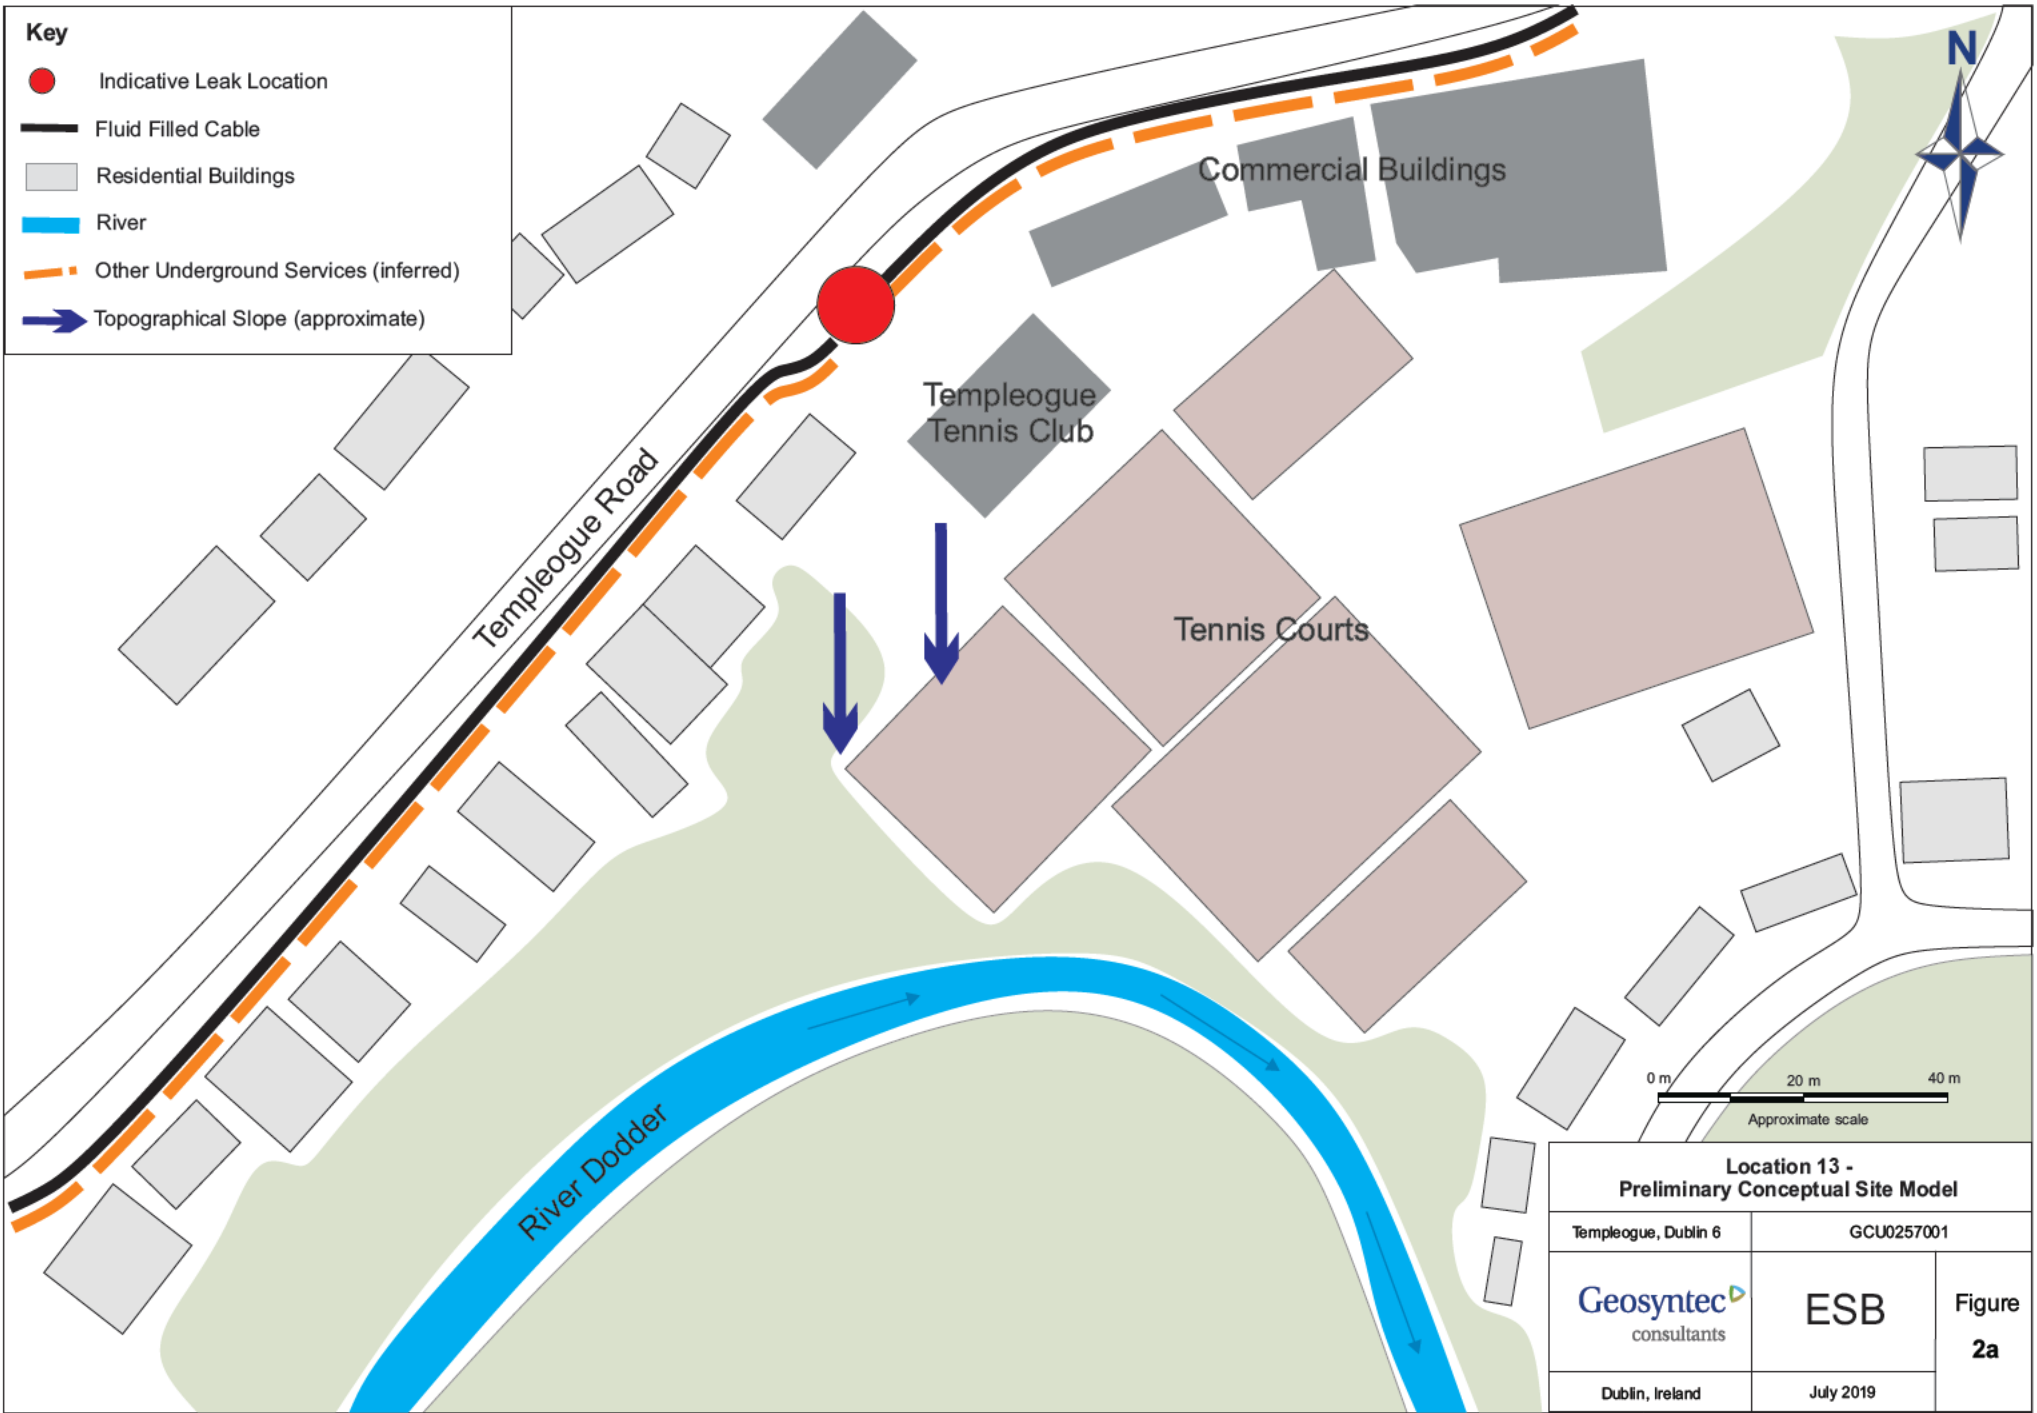 Key
Indicative Leak Location
Fluid Filled Cable
Residential Buildings
River
Other Underground Services (inferred)
Topographical Slope (approximate)
N
Commercial Buildings
Templeogue
Tennis Club
Templeogue Road
Tennis Courts
River Dodder
0 m 20 m 40 m
Approximate scale
Location 13 -
Preliminary Conceptual Site Model
Templeogue, Dublin 6
GCU0257001
Geosyntec
consultants
ESB
Figure
2a
Dublin, Ireland
July 2019